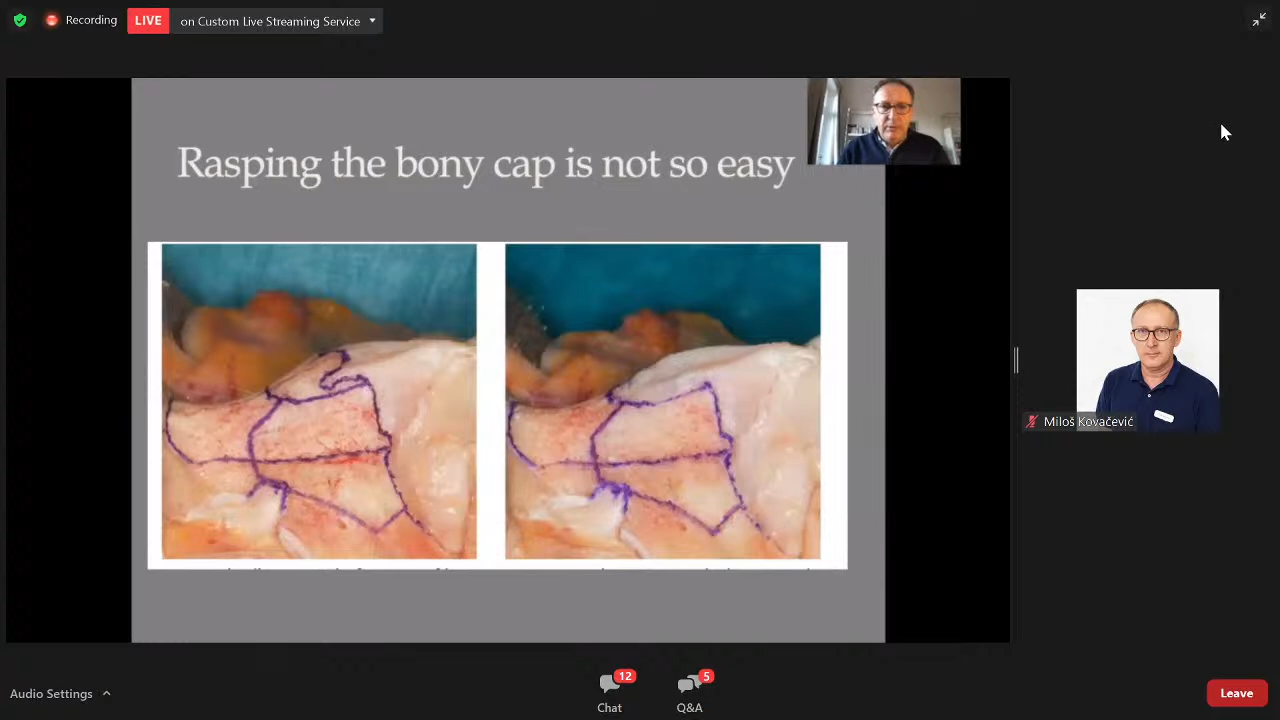 Recording
LIVE
on Custom Live Streaming Service
Rasping the bony cap is not so easy
Miloš Kovačević
Audio Settings
12
Chat
5
Q&A
Leave